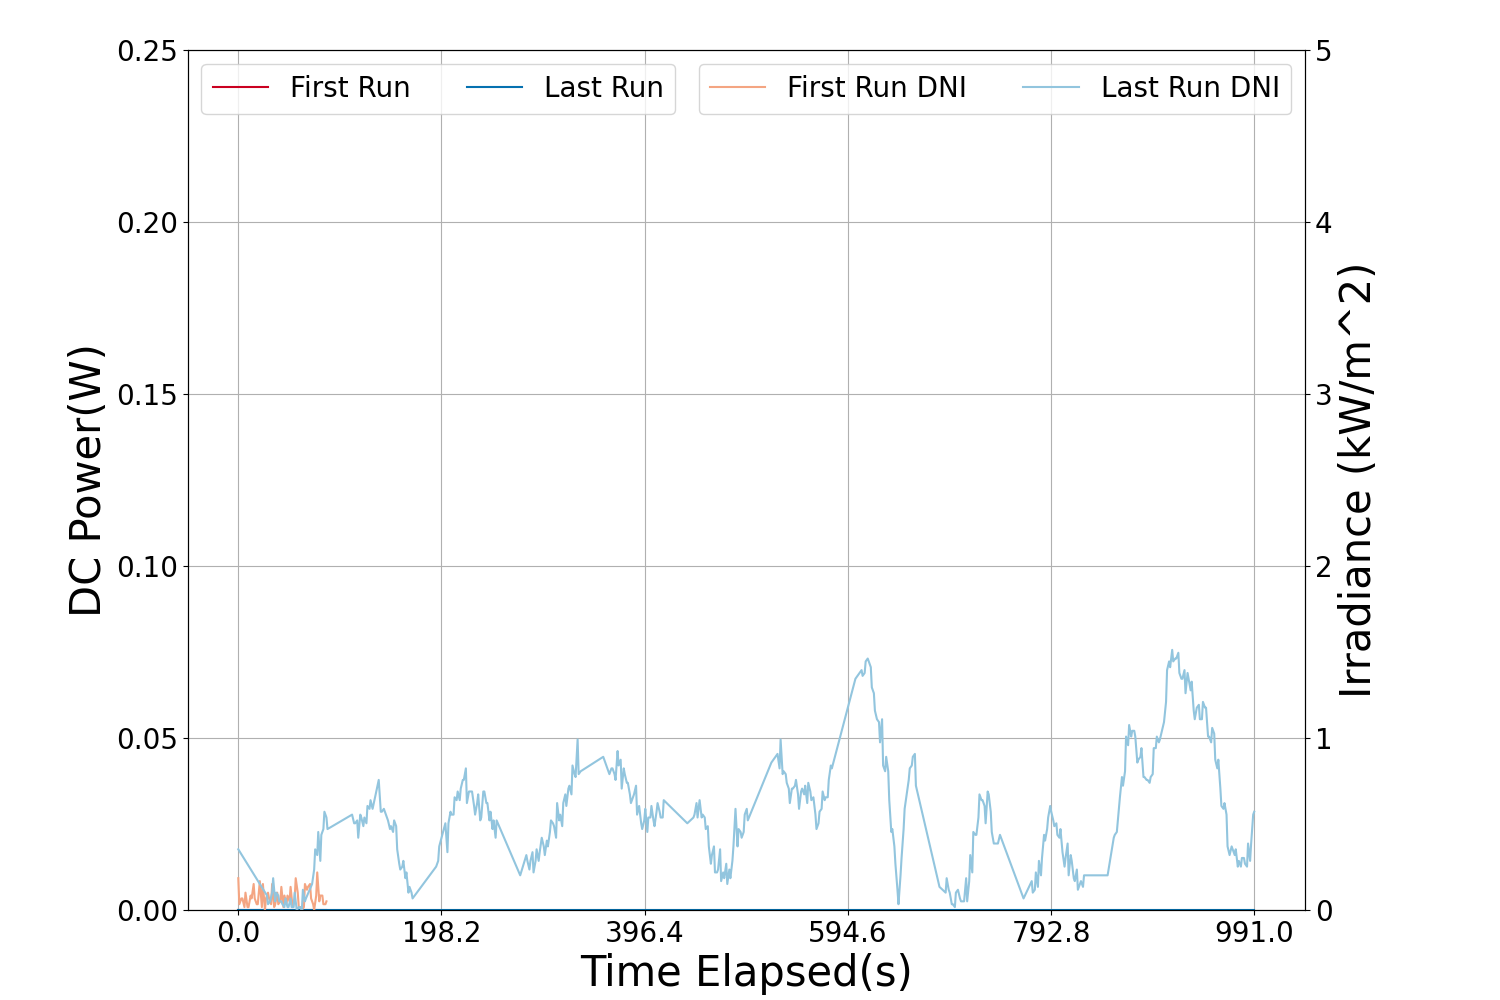 First Run
Last Run
First Run DNI
Last Run DNI
DC Power(W)
0.25
0.20
0.15
0.10
0.05
0.00
5
4
3
2
1
0
Irradiance (kW/m^2)
0.0
198.2
396.4
594.6
792.8
991.0
Time Elapsed(s)